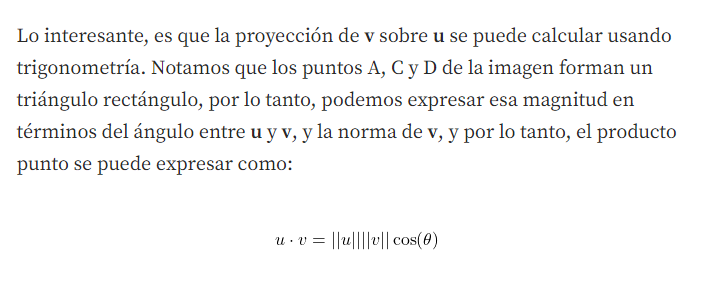 Lo interesante, es que la proyección de v sobre u se puede calcular usando
trigonometría. Notamos que los puntos A, C y D de la imagen forman un
triángulo rectángulo, por lo tanto, podemos expresar esa magnitud en
términos del ángulo entre u y v, y la norma de v, y por lo tanto, el producto
punto se puede expresar como:
u · v = ||u||||v|| cos(θ)